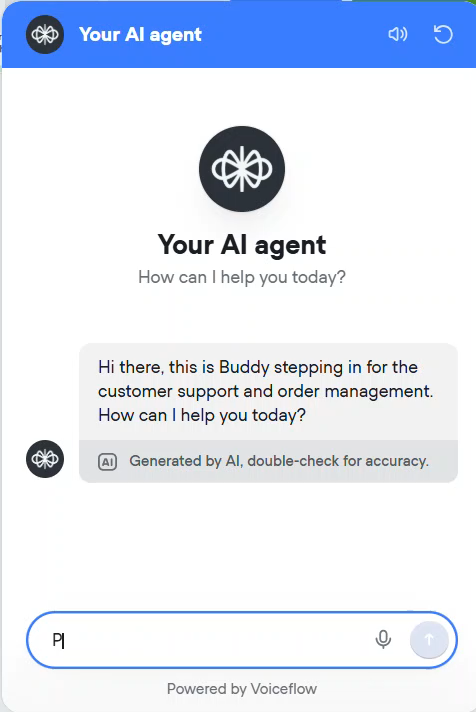 Your AI agent
Your AI agent
How can I help you today?
Hi there, this is Buddy stepping in for the
customer support and order management.
How can I help you today?
AI Generated by AI, double-check for accuracy.
P
Powered by Voiceflow